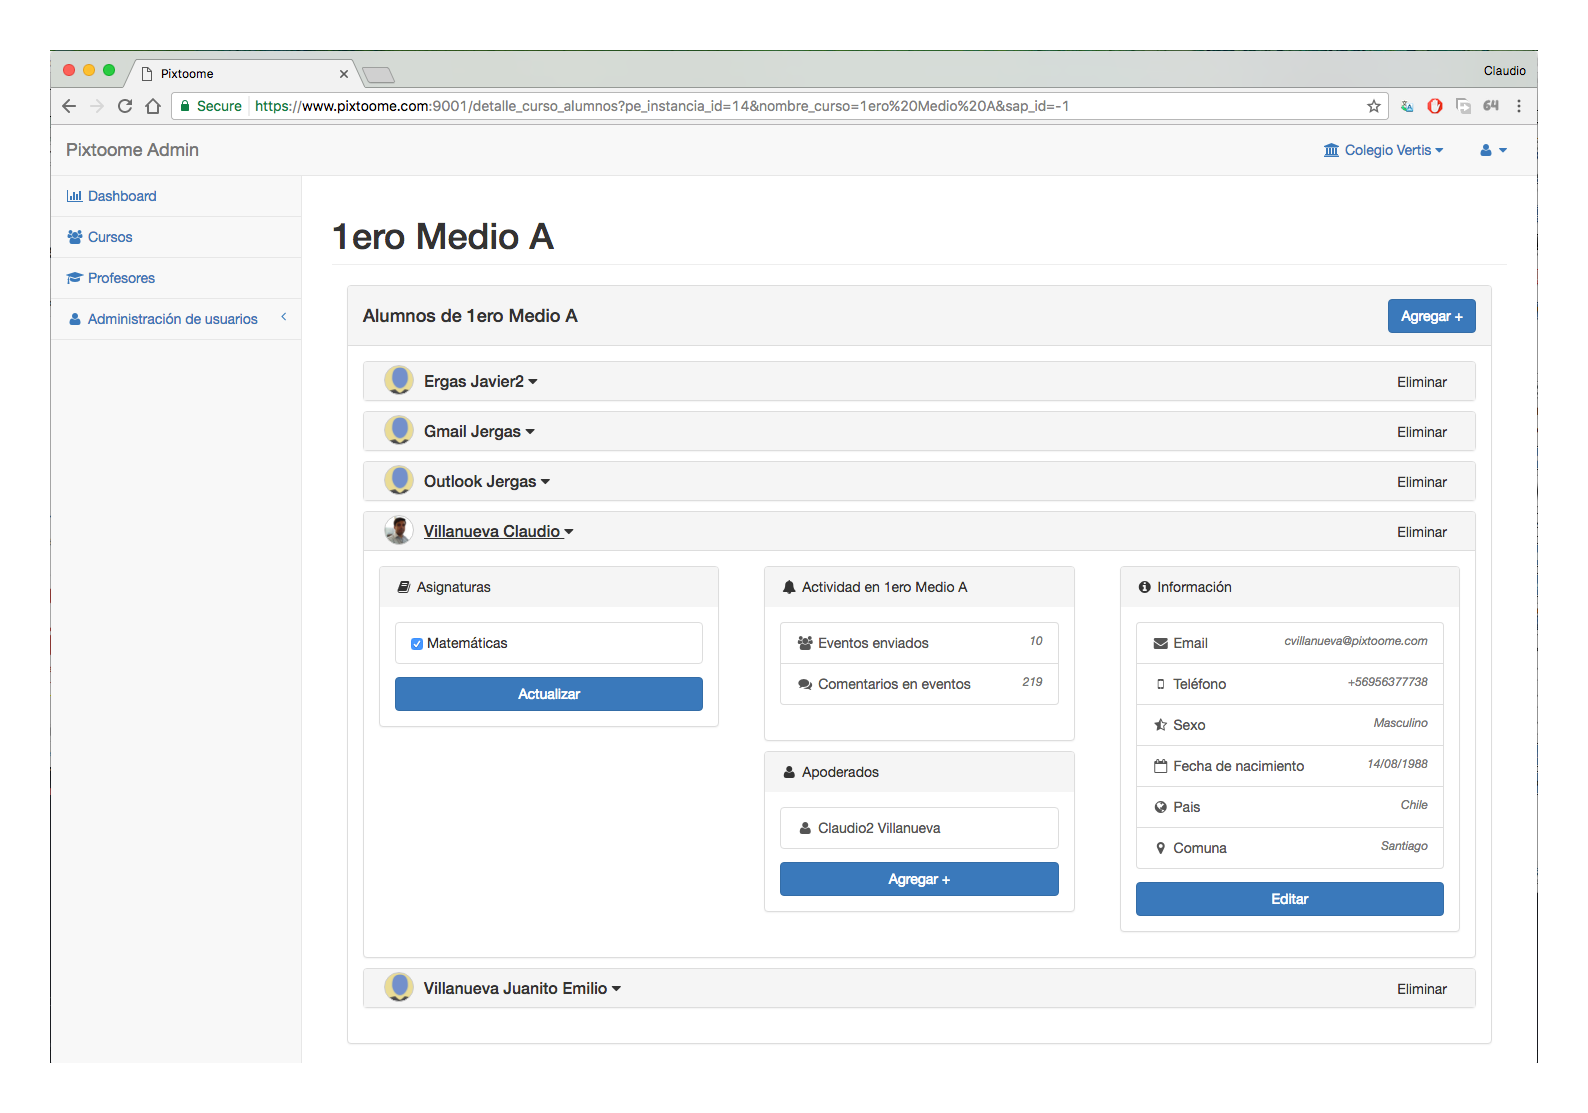 Pixtoome
Claudio
Secure https://www.pixtoome.com:9001/detalle_curso_alumnos?pe_instancia_id=14&nombre_curso=1ero%20Medio%20A&sap_id=-1
64
Pixtoome Admin
Colegio Vertis
Dashboard
Cursos
Profesores
Administración de usuarios
1ero Medio A
Alumnos de 1ero Medio A
Agregar +
Ergas Javier2
Eliminar
Gmail Jergas
Eliminar
Outlook Jergas
Eliminar
Villanueva Claudio
Eliminar
Asignaturas
Matemáticas
Actualizar
Actividad en 1ero Medio A
Eventos enviados 10
Comentarios en eventos 219
Apoderados
Claudio2 Villanueva
Agregar +
Información
Email cvillanueva@pixtoome.com
Teléfono +56956377738
Sexo Masculino
Fecha de nacimiento 14/08/1988
Pais Chile
Comuna Santiago
Editar
Villanueva Juanito Emilio
Eliminar